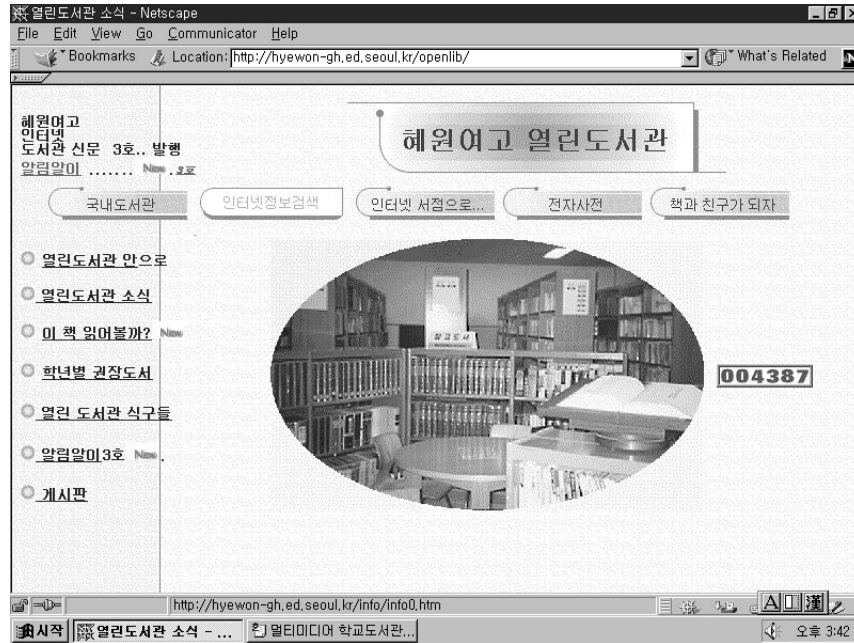 열린도서관 소식 - Netscape
File Edit View Go Communicator Help
Bookmarks Location: http://hyewon-gh.ed.seoul.kr/openlib/ What's Related
혜원여고
인터넷
도서관 신문 3호.. 발행
알림알이 ....... New 3호
혜원여고 열린도서관
국내도서관 인터넷정보검색 인터넷 서점으로... 전자사전 책과 친구가 되자
열린도서관 안으로
열린도서관 소식
이 책 읽어볼까? New
학년별 권장도서
열린 도서관 식구들
알림알이3호 New .
게시판
참고도서
004387
http://hyewon-gh.ed.seoul.kr/info/info0.htm
A 漢
시작 열린도서관 소식 - ... 멀티미디어 학교도서관... 오후 3:42